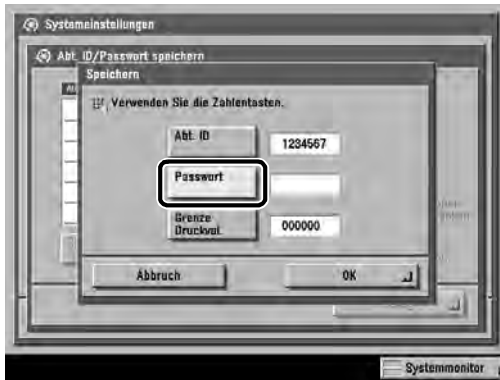 Systemeinstellungen
Abt. ID/Passwort speichern
Speichern
Verwenden Sie die Zahlentasten.
Abt. ID
1234567
Passwort
Grenze
Druckvol.
000000
Abbruch
OK
Systemmonitor